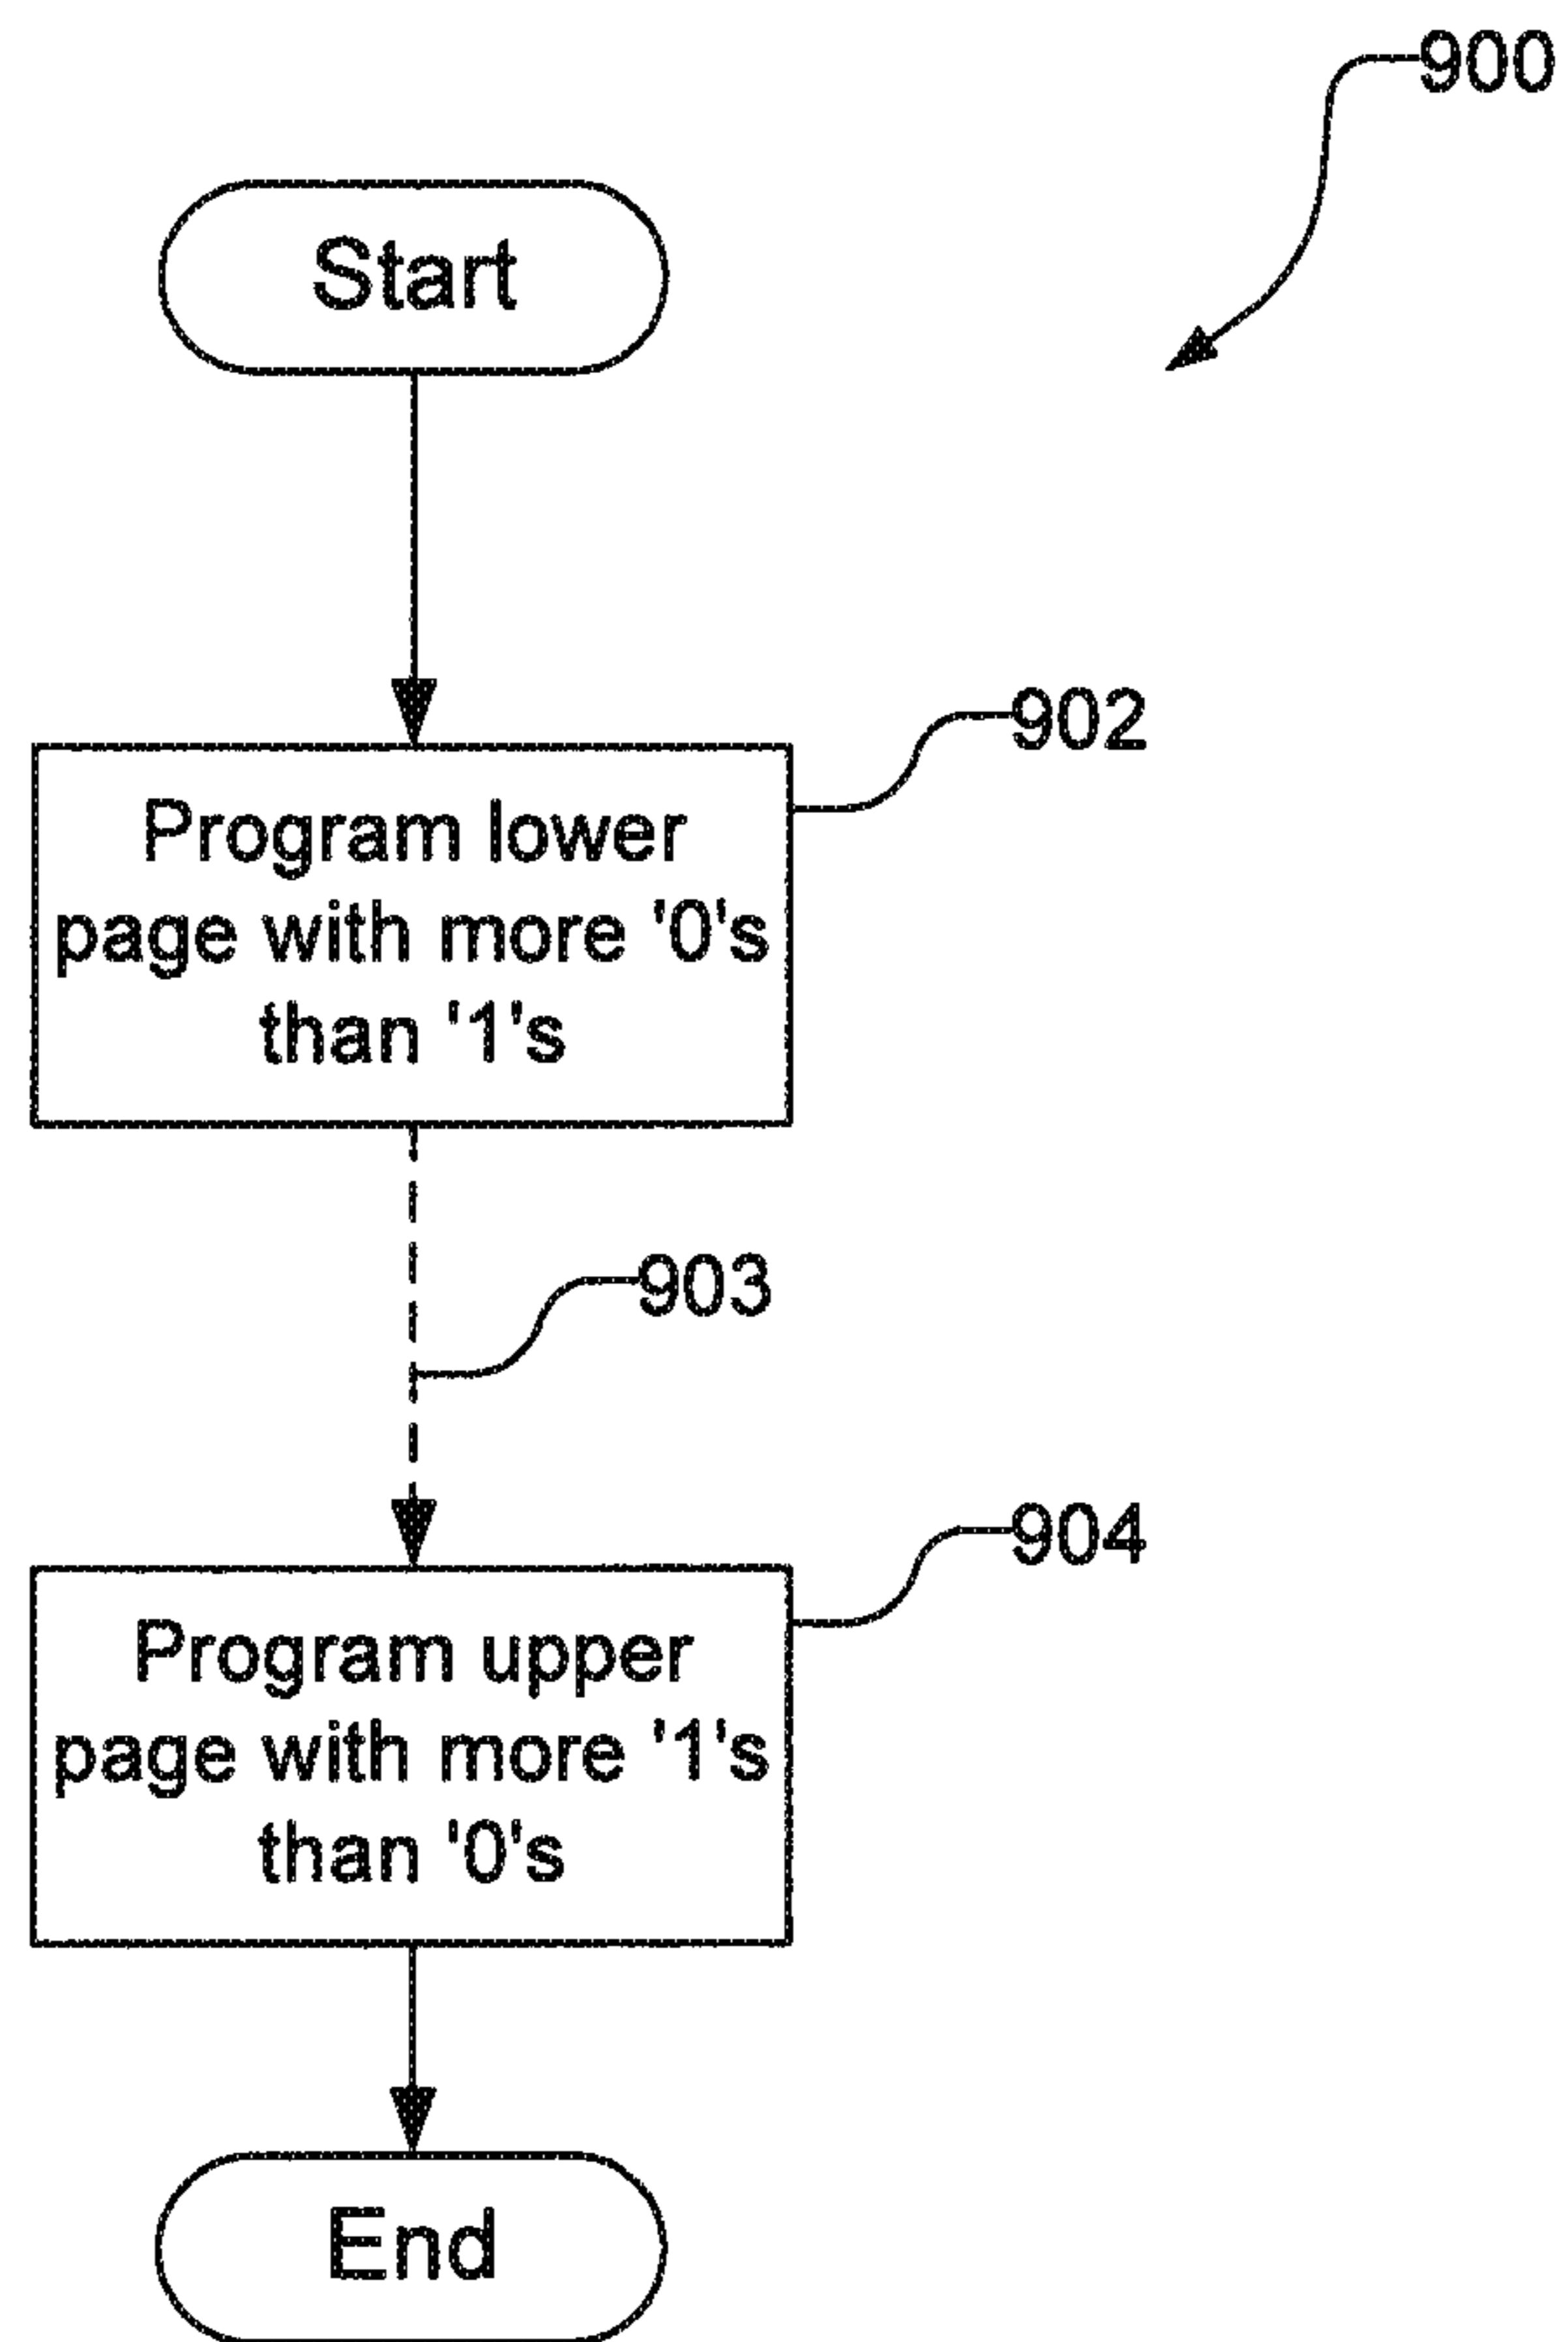 900
Start
902
Program lower
page with more '0's
than '1's
903
904
Program upper
page with more '1's
than '0's
End